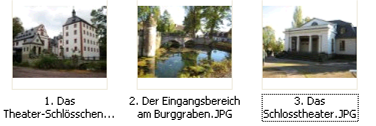 1. Das
Theater-Schlösschen...
2. Der Eingangsbereich
am Burggraben.JPG
3. Das
Schlosstheater.JPG